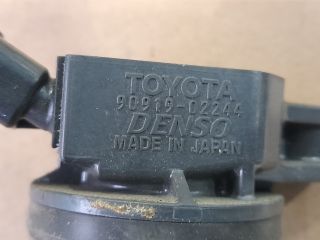 TOYOTA
90919-02244
DENSO
MADE IN JAPAN